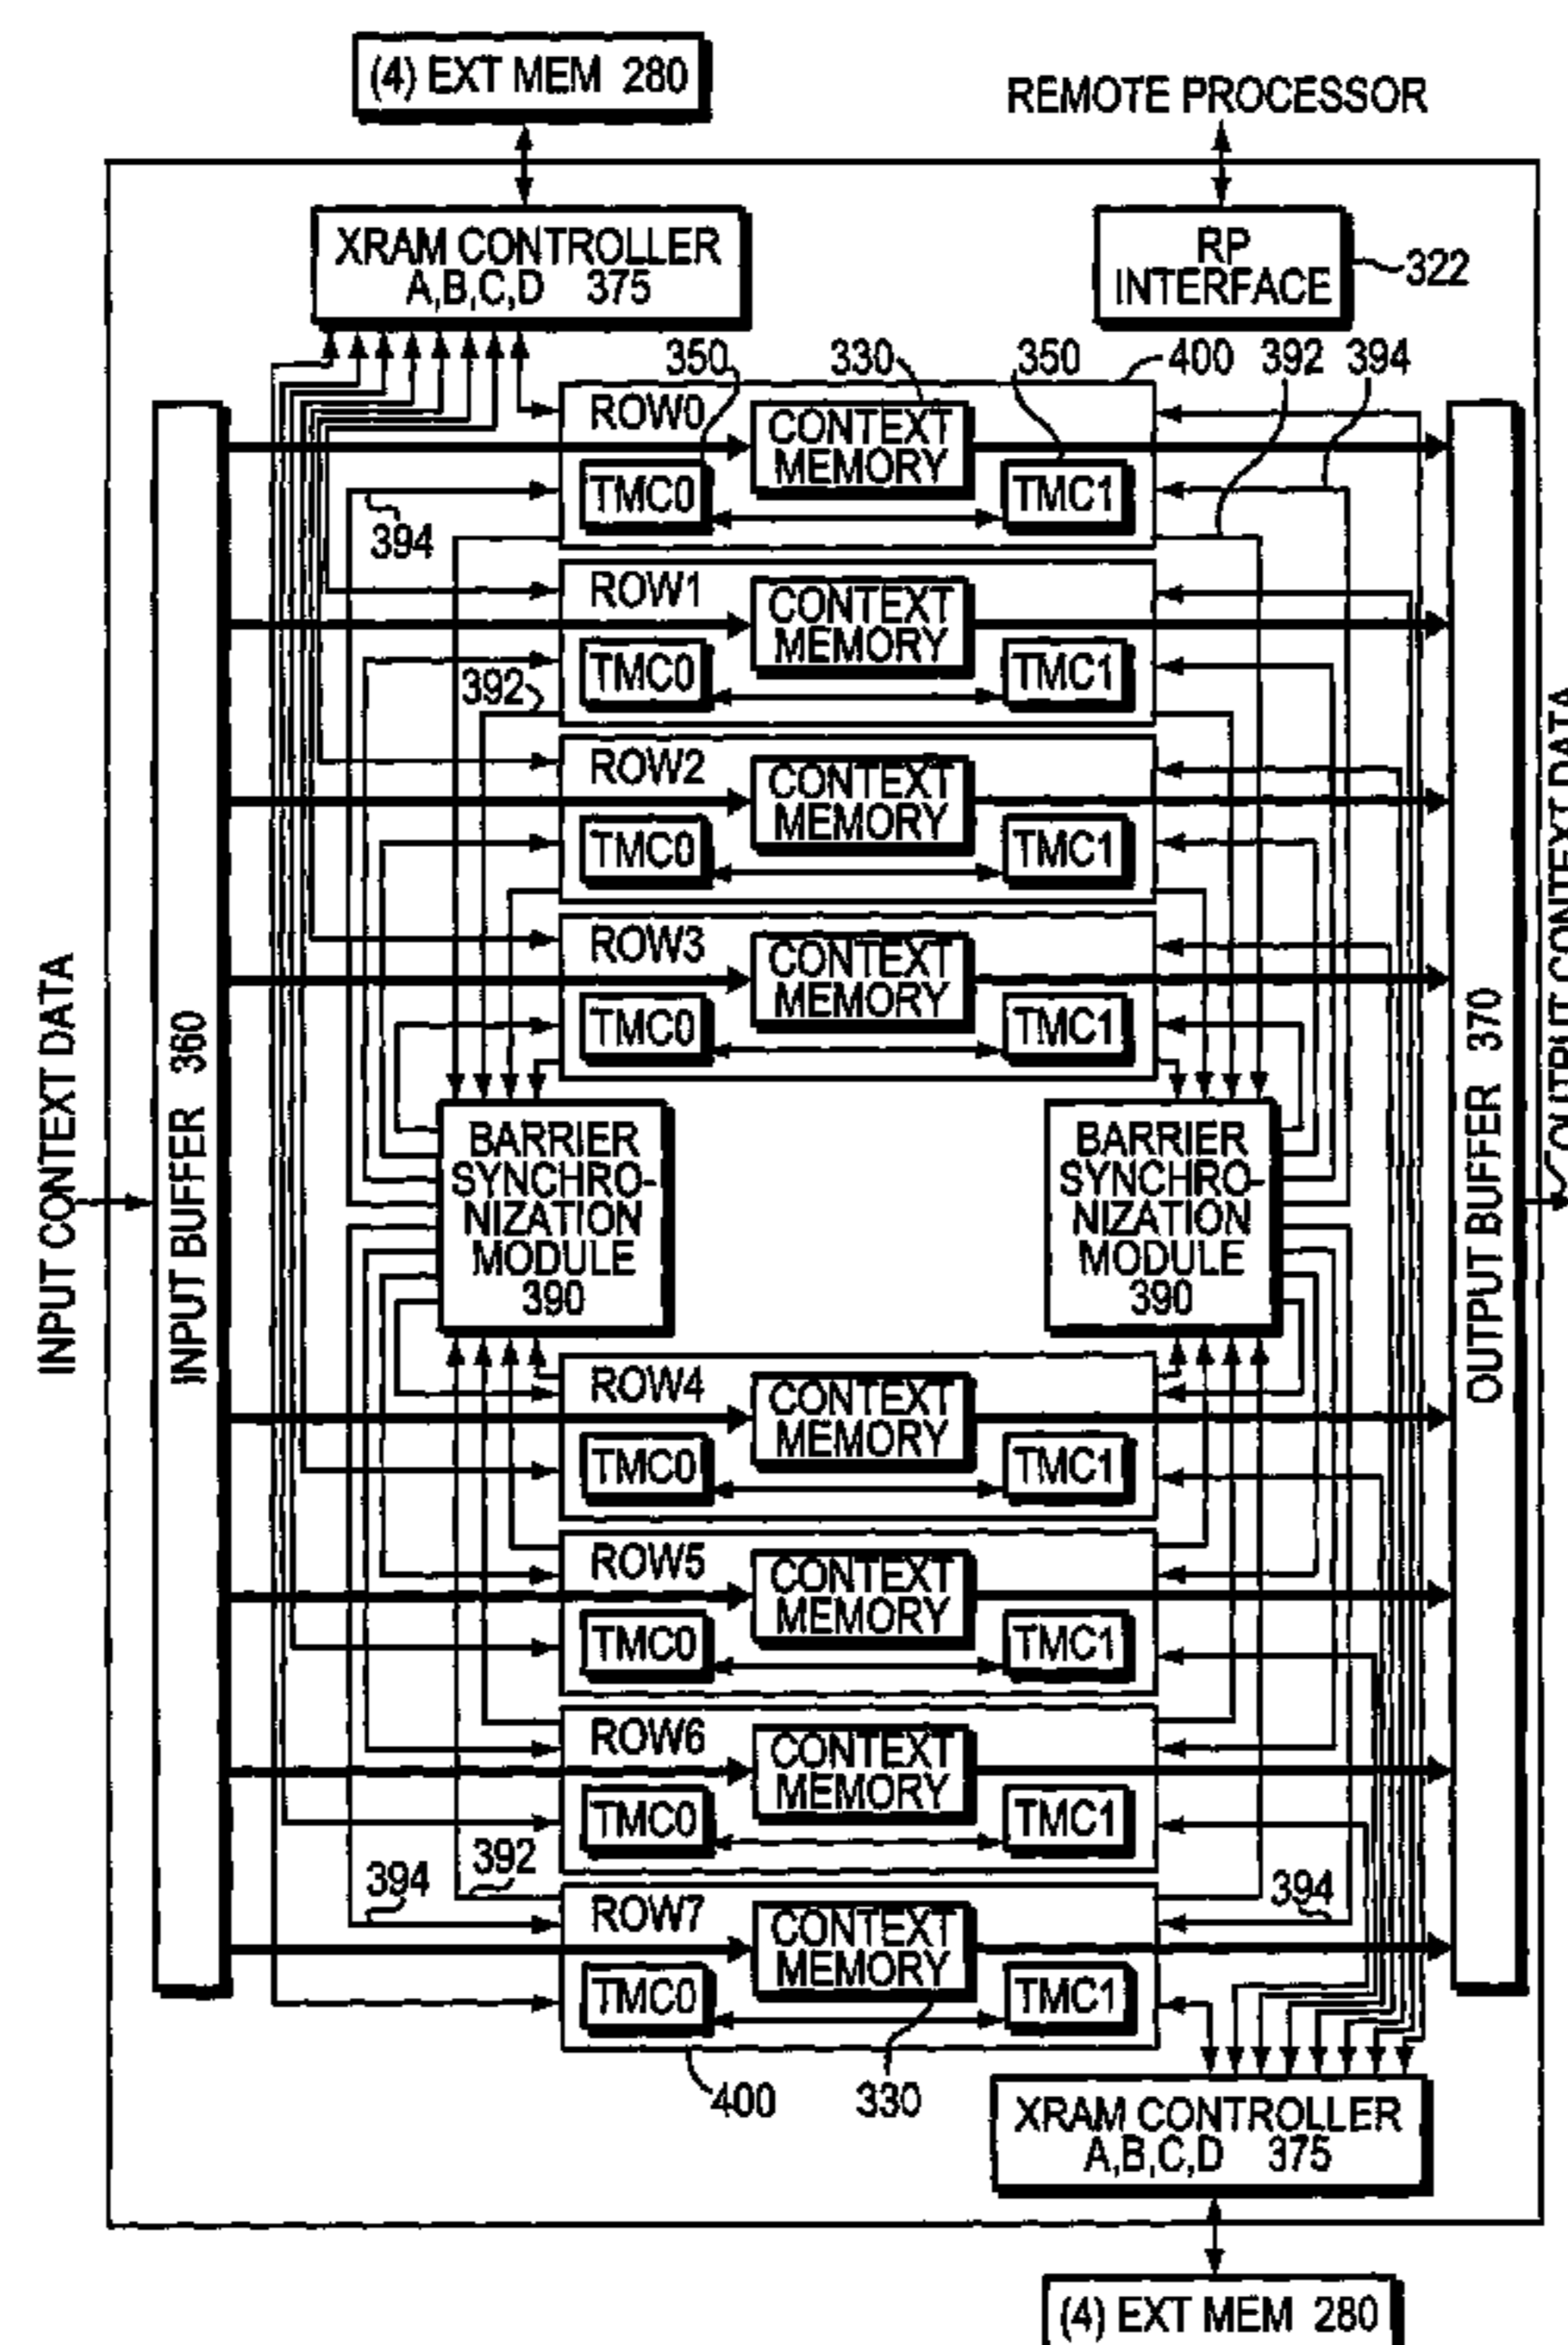 (4) EXT MEM 280
REMOTE PROCESSOR
XRAM CONTROLLER
A,B,C,D 375
RP
INTERFACE
322
350
330
350
400
392
394
ROW0
CONTEXT
MEMORY
TMC0
TMC1
394
ROW1
CONTEXT
MEMORY
TMC0
TMC1
392
ROW2
CONTEXT
MEMORY
TMC0
TMC1
ROW3
CONTEXT
MEMORY
TMC0
TMC1
INPUT CONTEXT DATA
INPUT BUFFER 360
BARRIER
SYNCHRO-
NIZATION
MODULE
390
BARRIER
SYNCHRO-
NIZATION
MODULE
390
OUTPUT BUFFER 370
OUTPUT CONTEXT DATA
ROW4
CONTEXT
MEMORY
TMC0
TMC1
ROW5
CONTEXT
MEMORY
TMC0
TMC1
ROW6
CONTEXT
MEMORY
TMC0
TMC1
394
392
394
ROW7
CONTEXT
MEMORY
TMC0
TMC1
400
330
XRAM CONTROLLER
A,B,C,D 375
(4) EXT MEM 280